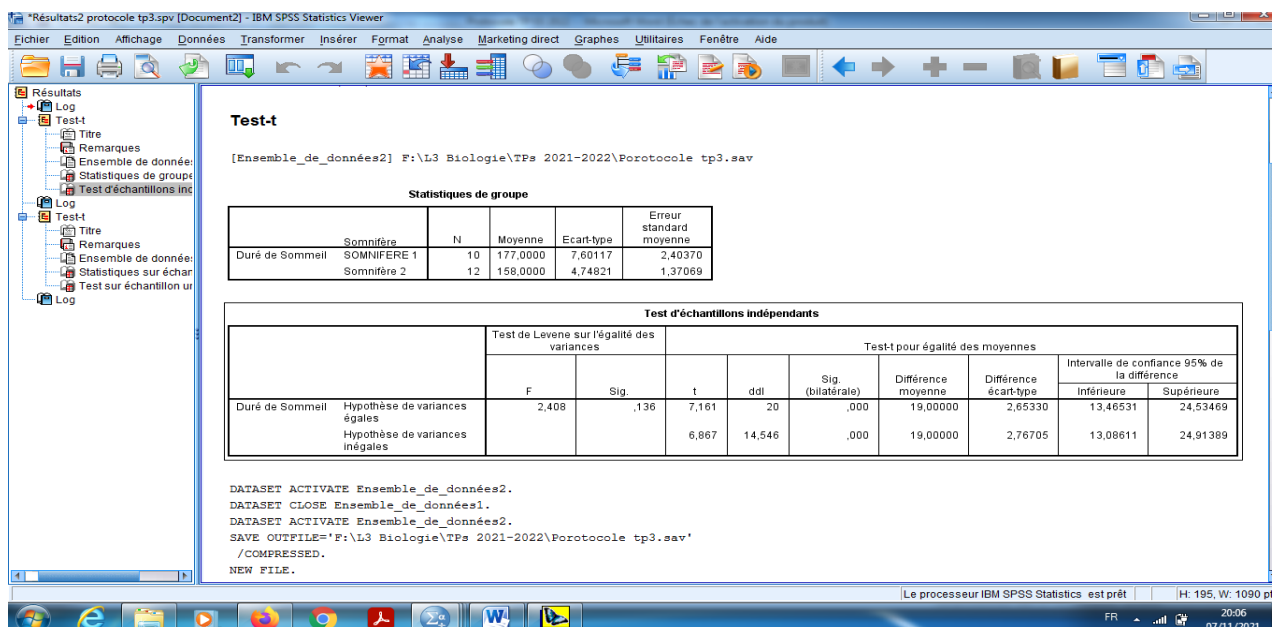 *Résultats2 protocole tp3.spv [Document2] - IBM SPSS Statistics Viewer
Fichier Edition Affichage Données Transformer Insérer Format Analyse Marketing direct Graphes Utilitaires Fenêtre Aide
Résultats
Log
Test-t
Titre
Remarques
Ensemble de donnée
Statistiques de groupe
Test d'échantillons ind
Log
Test-t
Titre
Remarques
Ensemble de donnée
Statistiques sur échar
Test sur échantillon ur
Log
Test-t
[Ensemble_de_données2] F:\L3 Biologie\TPs 2021-2022\Porotocole tp3.sav
Statistiques de groupe
Somnifère N Moyenne Ecart-type Erreur standard moyenne
Duré de Sommeil SOMNIFERE 1 10 177,0000 7,60117 2,40370
Somnifère 2 12 158,0000 4,74821 1,37069
Test d'échantillons indépendants
Test de Levene sur l'égalité des variances Test-t pour égalité des moyennes
Intervalle de confiance 95% de la différence
F Sig. t ddl Sig. (bilatérale) Différence moyenne Différence écart-type Inférieure Supérieure
Duré de Sommeil Hypothèse de variances égales 2,408 ,136 7,161 20 ,000 19,00000 2,65330 13,46531 24,53469
Hypothèse de variances inégales 6,867 14,546 ,000 19,00000 2,76705 13,08611 24,91389
DATASET ACTIVATE Ensemble_de_données2.
DATASET CLOSE Ensemble_de_données1.
DATASET ACTIVATE Ensemble_de_données2.
SAVE OUTFILE='F:\L3 Biologie\TPs 2021-2022\Porotocole tp3.sav'
/COMPRESSED.
NEW FILE.
Le processeur IBM SPSS Statistics est prêt H: 195, W: 1090 pt
FR 20:06
07/11/2021